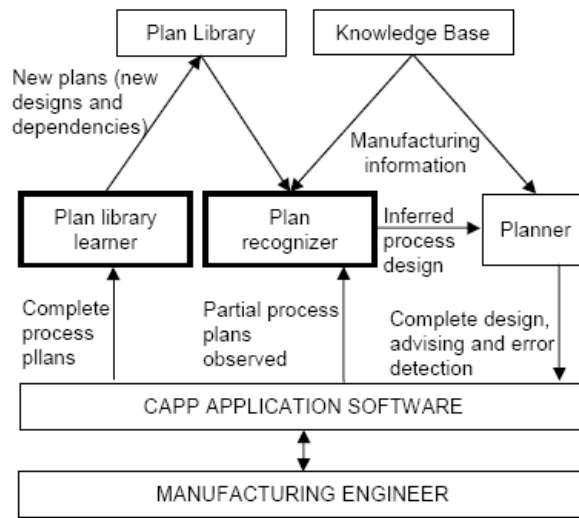 Plan Library
Knowledge Base
New plans (new
designs and
dependencies)
Manufacturing
information
Plan library
learner
Plan
recognizer
Inferred
process
design
Planner
Complete
process
pllans
Partial process
plans
observed
Complete design,
advising and error
detection
CAPP APPLICATION SOFTWARE
MANUFACTURING ENGINEER